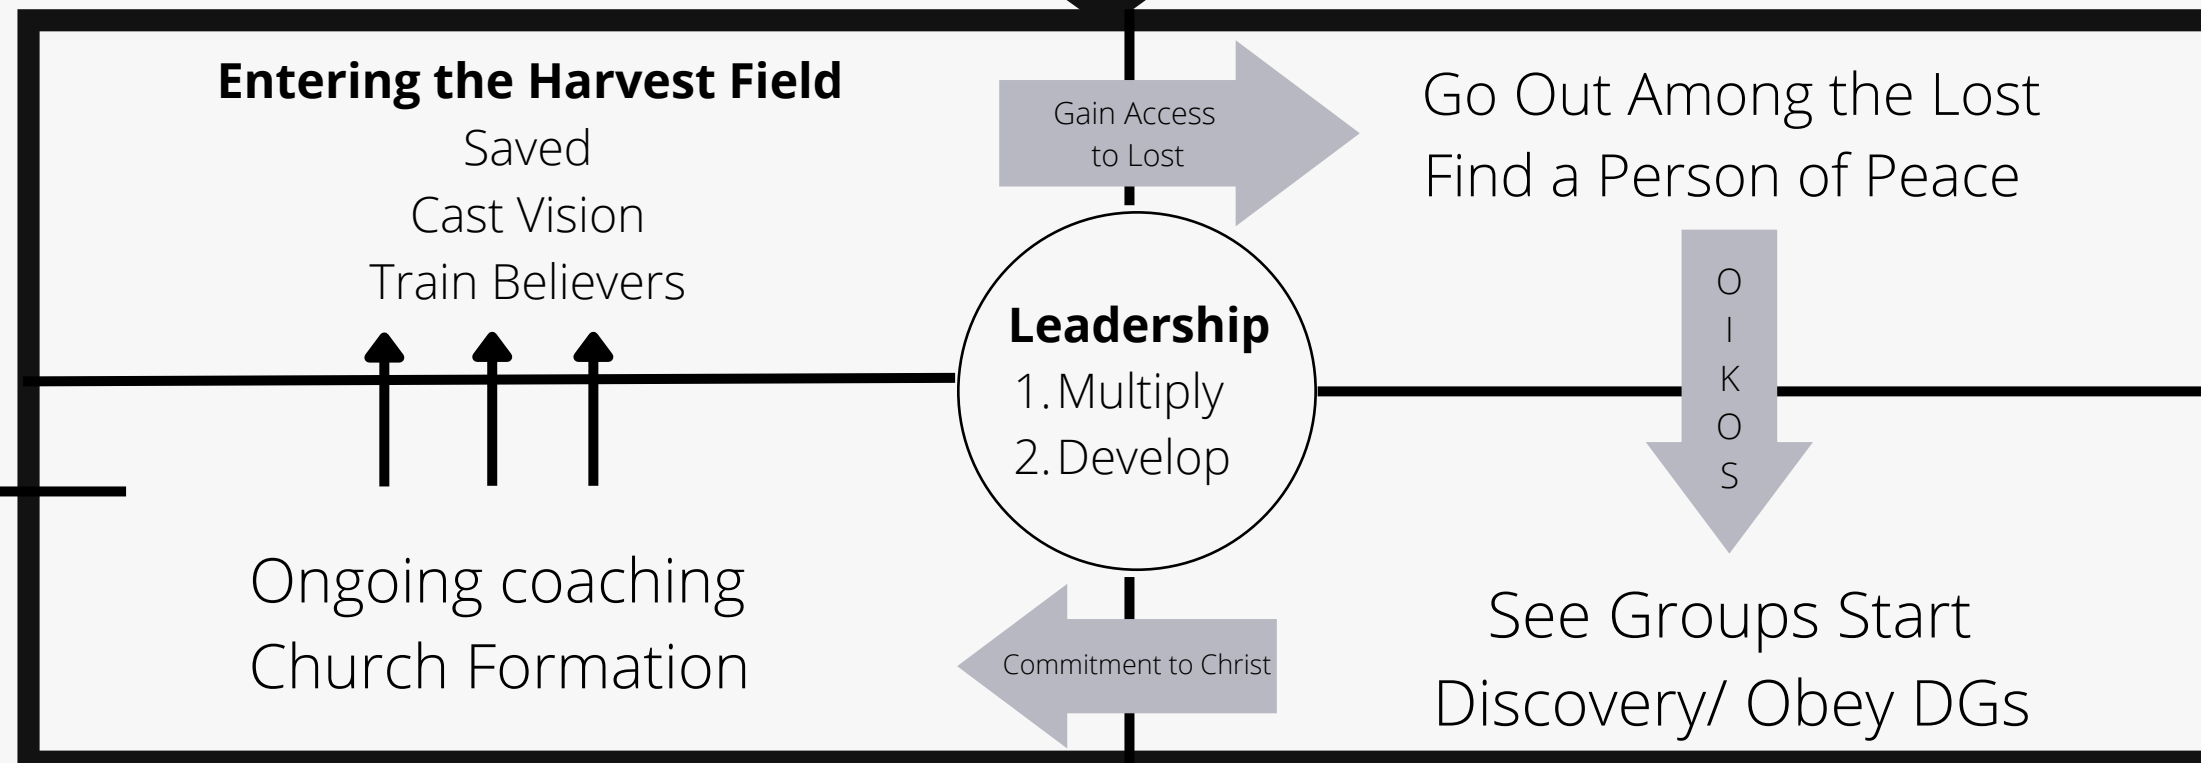 Entering the Harvest Field
Saved
Cast Vision
Train Believers
Gain Access
to Lost
Go Out Among the Lost
Find a Person of Peace
O
I
K
O
S
Leadership
1. Multiply
2. Develop
Ongoing coaching
Church Formation
Commitment to Christ
See Groups Start
Discovery/ Obey DGs